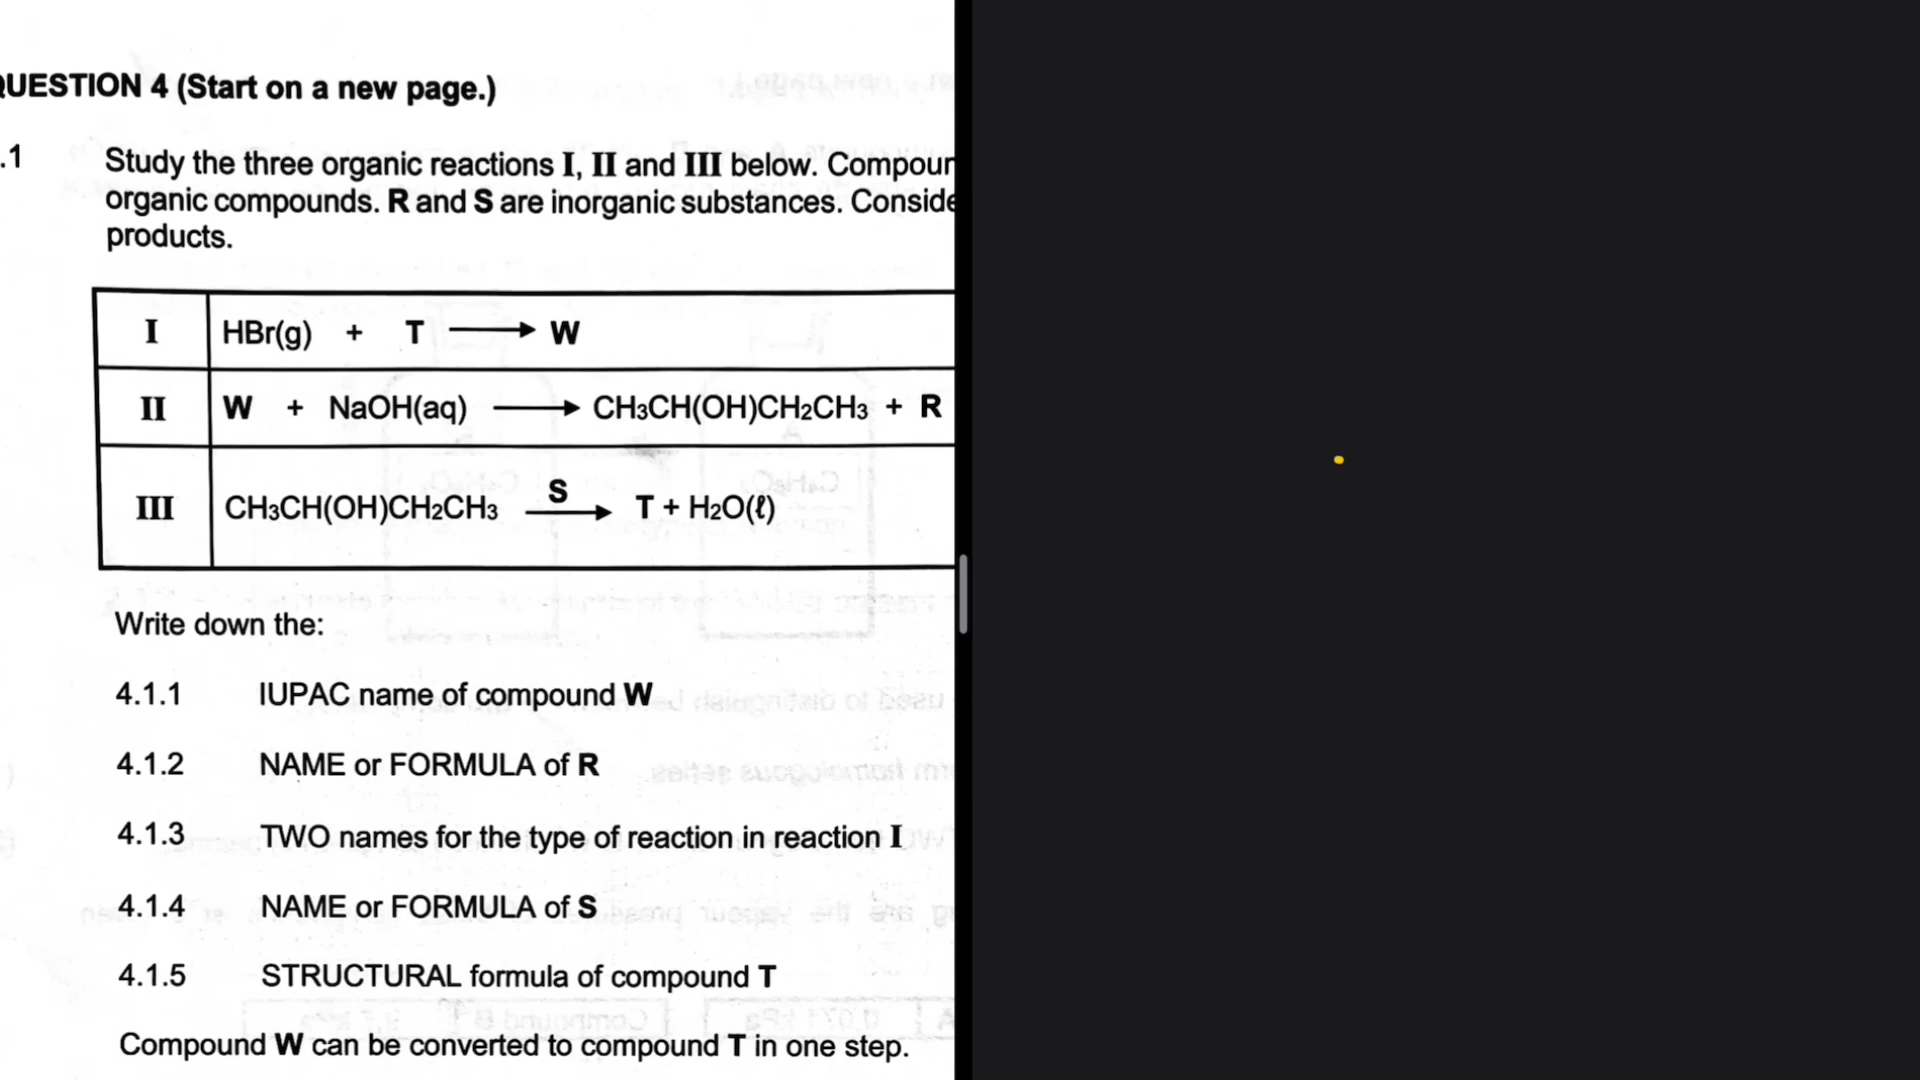 QUESTION 4 (Start on a new page.)
.1 Study the three organic reactions I, II and III below. Compoun
organic compounds. R and S are inorganic substances. Conside
products.
I HBr(g) + T ⟶ W
II W + NaOH(aq) ⟶ CH3CH(OH)CH2CH3 + R
S
III CH3CH(OH)CH2CH3 ⟶ T + H2O(ℓ)
Write down the:
4.1.1 IUPAC name of compound W
4.1.2 NAME or FORMULA of R
4.1.3 TWO names for the type of reaction in reaction I
4.1.4 NAME or FORMULA of S
4.1.5 STRUCTURAL formula of compound T
Compound W can be converted to compound T in one step.